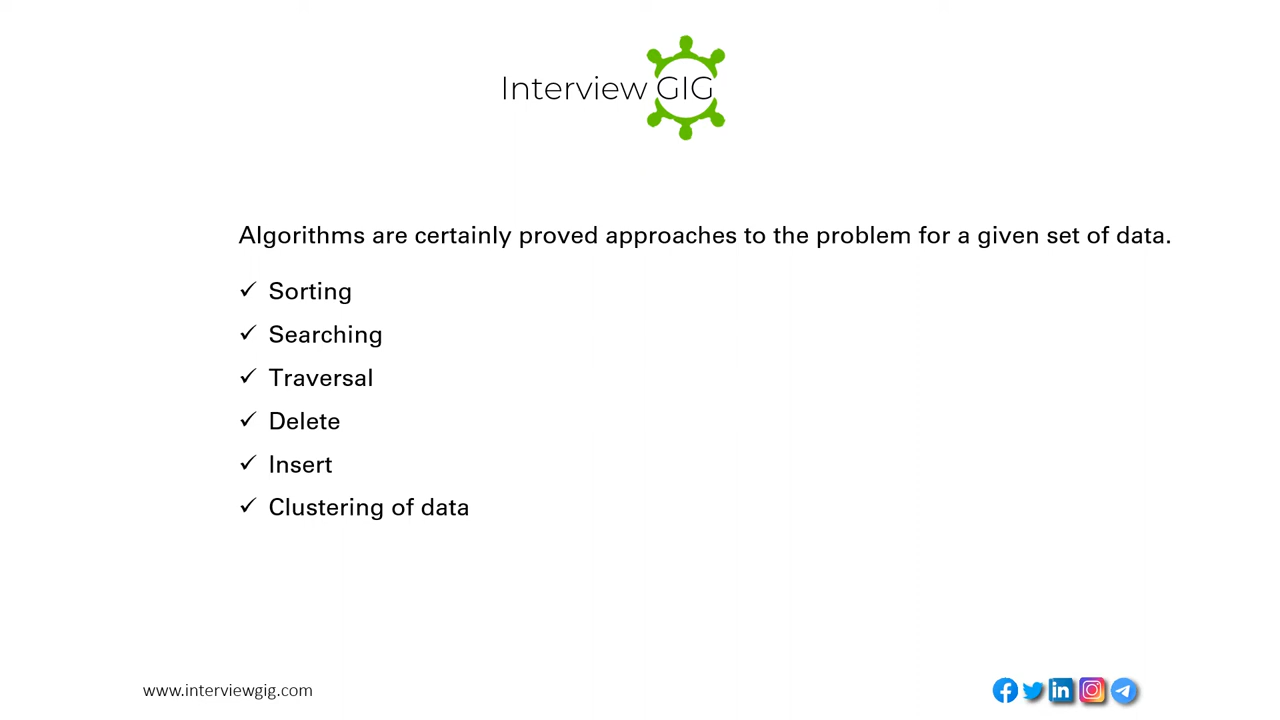 Interview GIG
Algorithms are certainly proved approaches to the problem for a given set of data.
✓ Sorting
✓ Searching
✓ Traversal
✓ Delete
✓ Insert
✓ Clustering of data
www.interviewgig.com